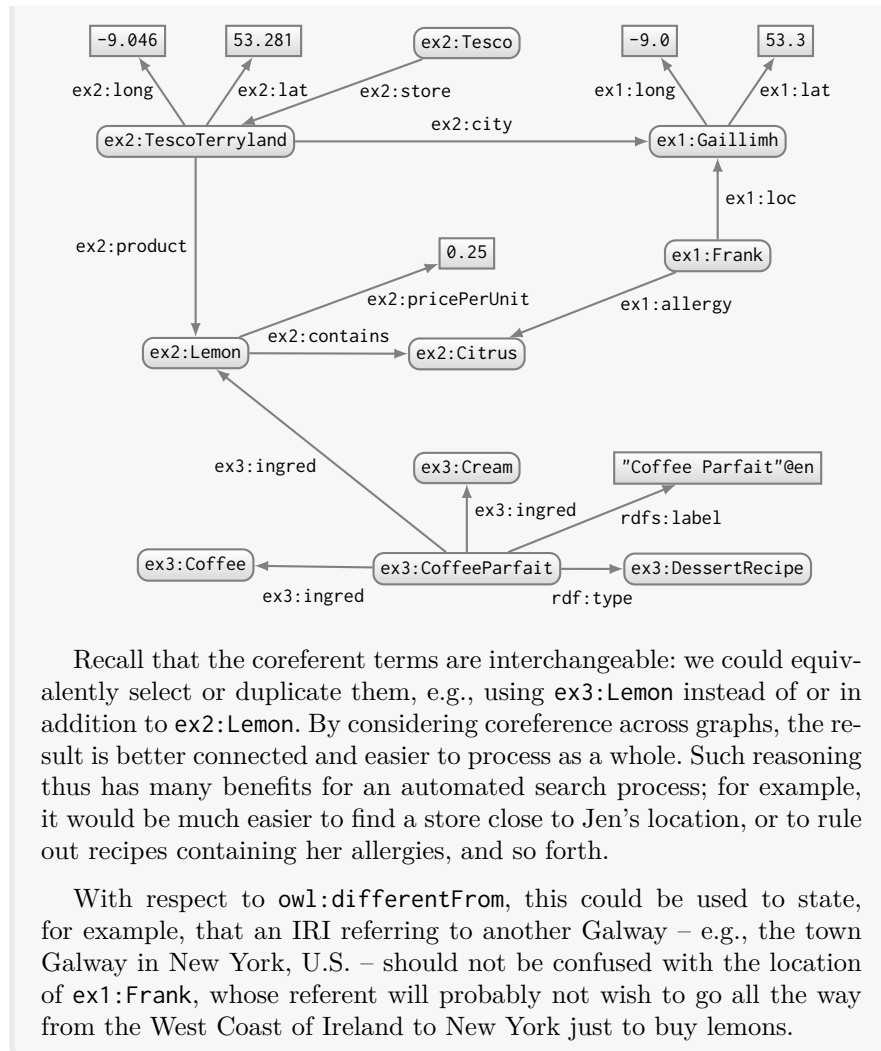 -9.046 53.281 ex2:Tesco -9.0 53.3
ex2:long ex2:lat ex2:store ex1:long ex1:lat
ex2:city
ex2:TescoTerryland ex1:Gaillimh
ex1:loc
ex2:product 0.25 ex1:Frank
ex2:pricePerUnit ex1:allergy
ex2:contains
ex2:Lemon ex2:Citrus
ex3:ingred ex3:Cream "Coffee Parfait"@en
ex3:ingred rdfs:label
ex3:Coffee ex3:CoffeeParfait ex3:DessertRecipe
ex3:ingred rdf:type
Recall that the coreferent terms are interchangeable: we could equiv-
alently select or duplicate them, e.g., using ex3:Lemon instead of or in
addition to ex2:Lemon. By considering coreference across graphs, the re-
sult is better connected and easier to process as a whole. Such reasoning
thus has many benefits for an automated search process; for example,
it would be much easier to find a store close to Jen's location, or to rule
out recipes containing her allergies, and so forth.
With respect to owl:differentFrom, this could be used to state,
for example, that an IRI referring to another Galway – e.g., the town
Galway in New York, U.S. – should not be confused with the location
of ex1:Frank, whose referent will probably not wish to go all the way
from the West Coast of Ireland to New York just to buy lemons.